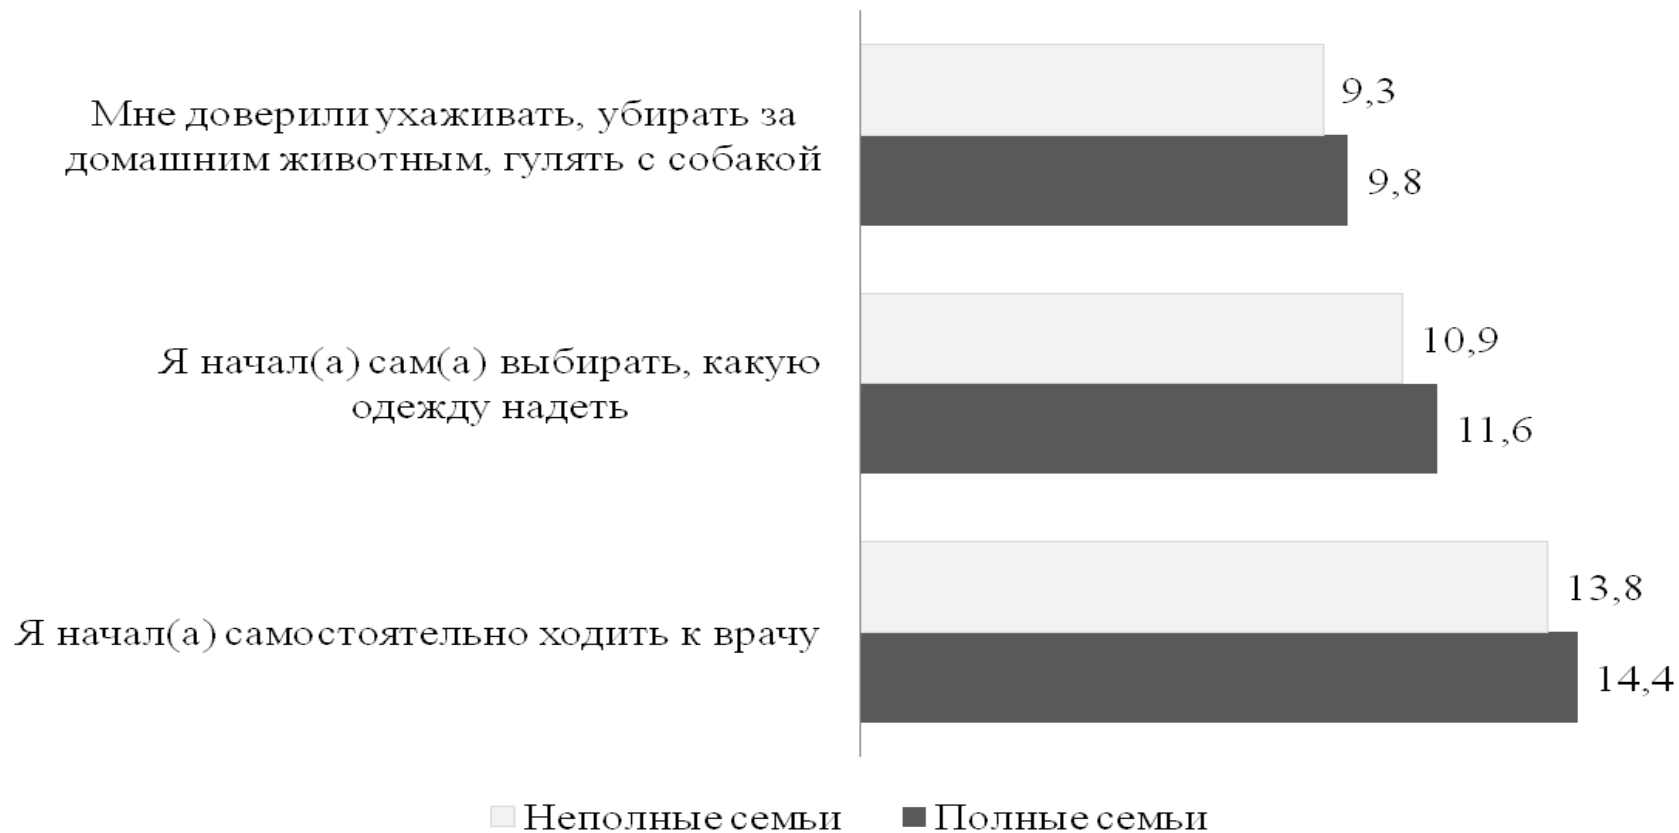 Мне доверили ухаживать, убирать за
домашним животным, гулять с собакой
9,3
9,8
Я начал(а) сам(а) выбирать, какую
одежду надеть
10,9
11,6
Я начал(а) самостоятельно ходить к врачу
13,8
14,4
Неполные семьи
Полные семьи